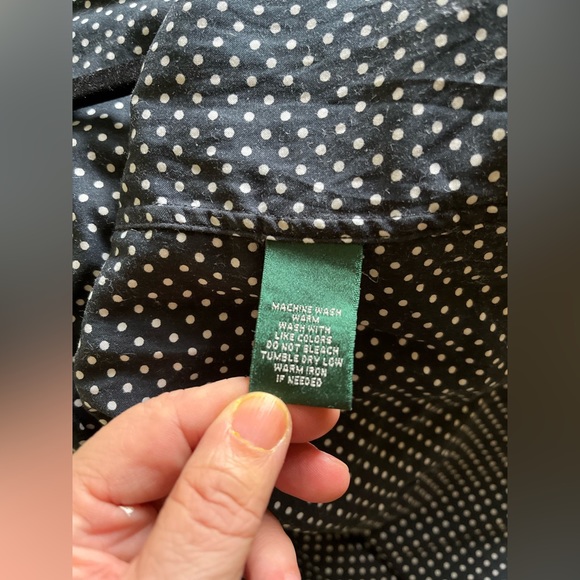 MACHINE WASH
WARM
WASH WITH
LIKE COLORS
DO NOT BLEACH
TUMBLE DRY LOW
WARM IRON
IF NEEDED